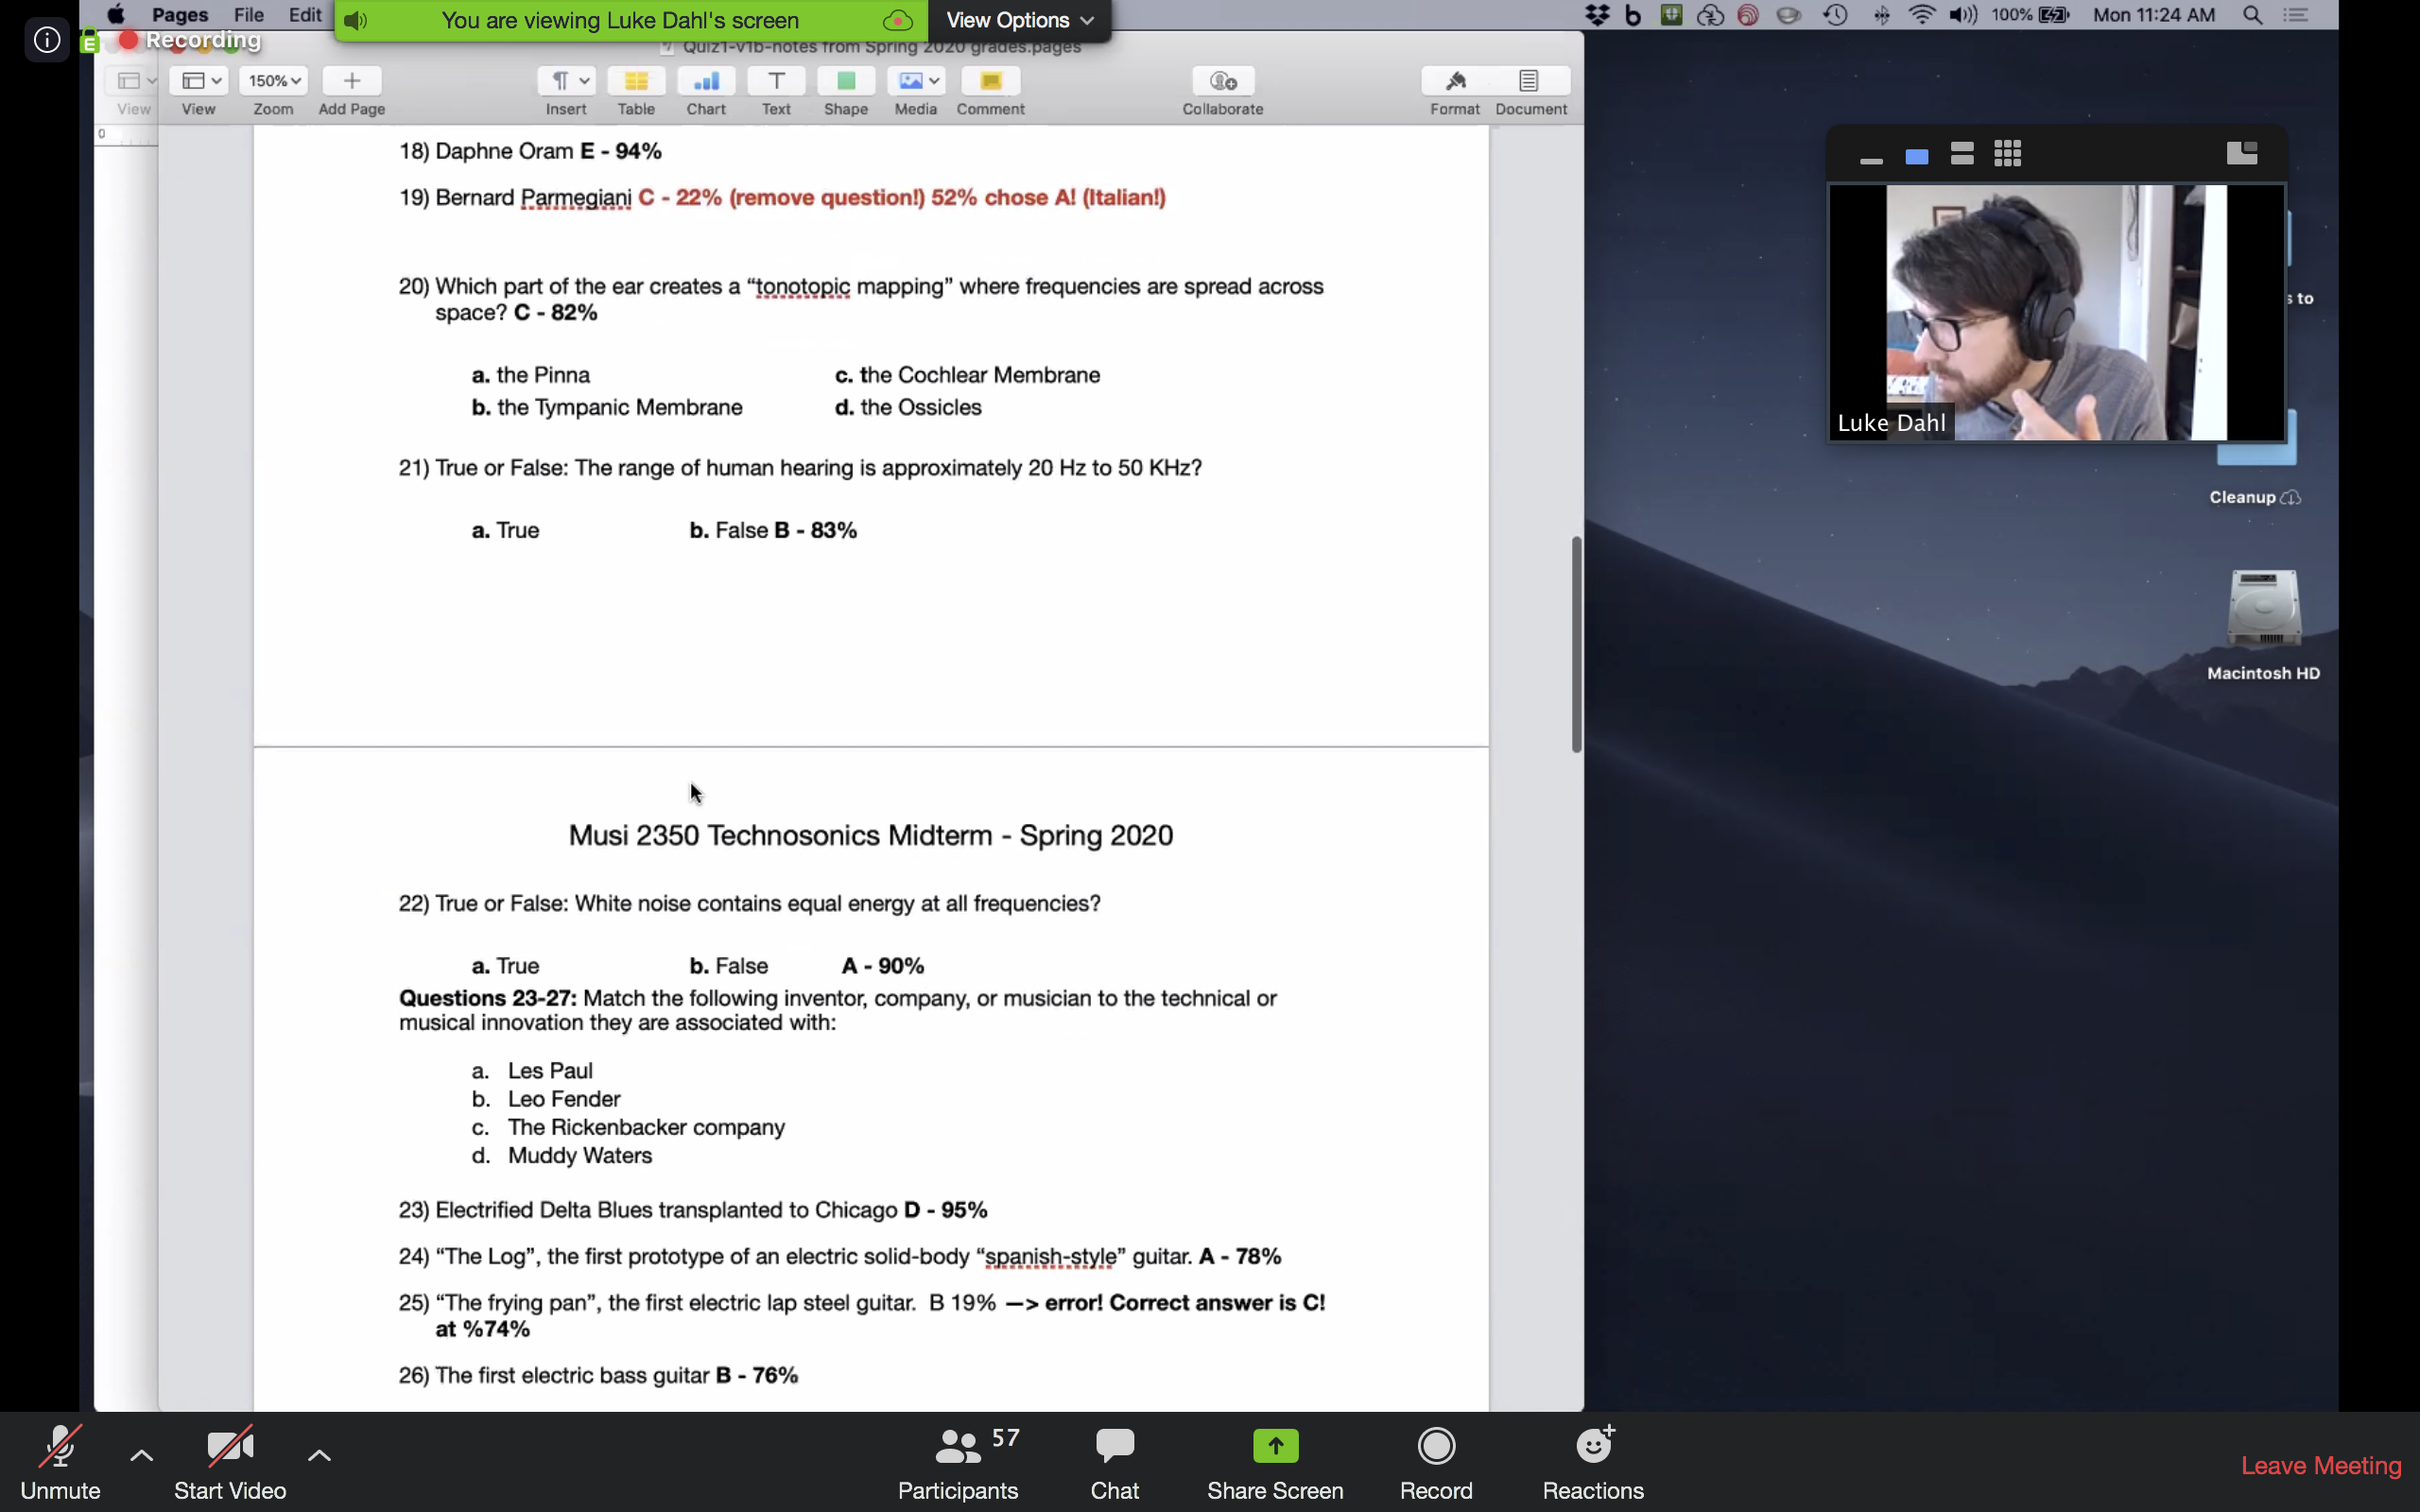 Pages File Edit
You are viewing Luke Dahl's screen
View Options
100% Mon 11:24 AM
Recording
Quiz1-v1b-notes from Spring 2020 grades.pages
150%
View View Zoom Add Page Insert Table Chart Text Shape Media Comment Collaborate Format Document
0
18) Daphne Oram E - 94%
19) Bernard Parmegiani C - 22% (remove question!) 52% chose A! (Italian!)
20) Which part of the ear creates a “tonotopic mapping” where frequencies are spread across
space? C - 82%
a. the Pinna c. the Cochlear Membrane
b. the Tympanic Membrane d. the Ossicles
21) True or False: The range of human hearing is approximately 20 Hz to 50 KHz?
a. True b. False B - 83%
Musi 2350 Technosonics Midterm - Spring 2020
22) True or False: White noise contains equal energy at all frequencies?
a. True b. False A - 90%
Questions 23-27: Match the following inventor, company, or musician to the technical or
musical innovation they are associated with:
a. Les Paul
b. Leo Fender
c. The Rickenbacker company
d. Muddy Waters
23) Electrified Delta Blues transplanted to Chicago D - 95%
24) “The Log”, the first prototype of an electric solid-body “spanish-style” guitar. A - 78%
25) “The frying pan”, the first electric lap steel guitar. B 19% —> error! Correct answer is C!
at %74%
26) The first electric bass guitar B - 76%
Luke Dahl
s to
Cleanup
Macintosh HD
57
Unmute Start Video Participants Chat Share Screen Record Reactions Leave Meeting